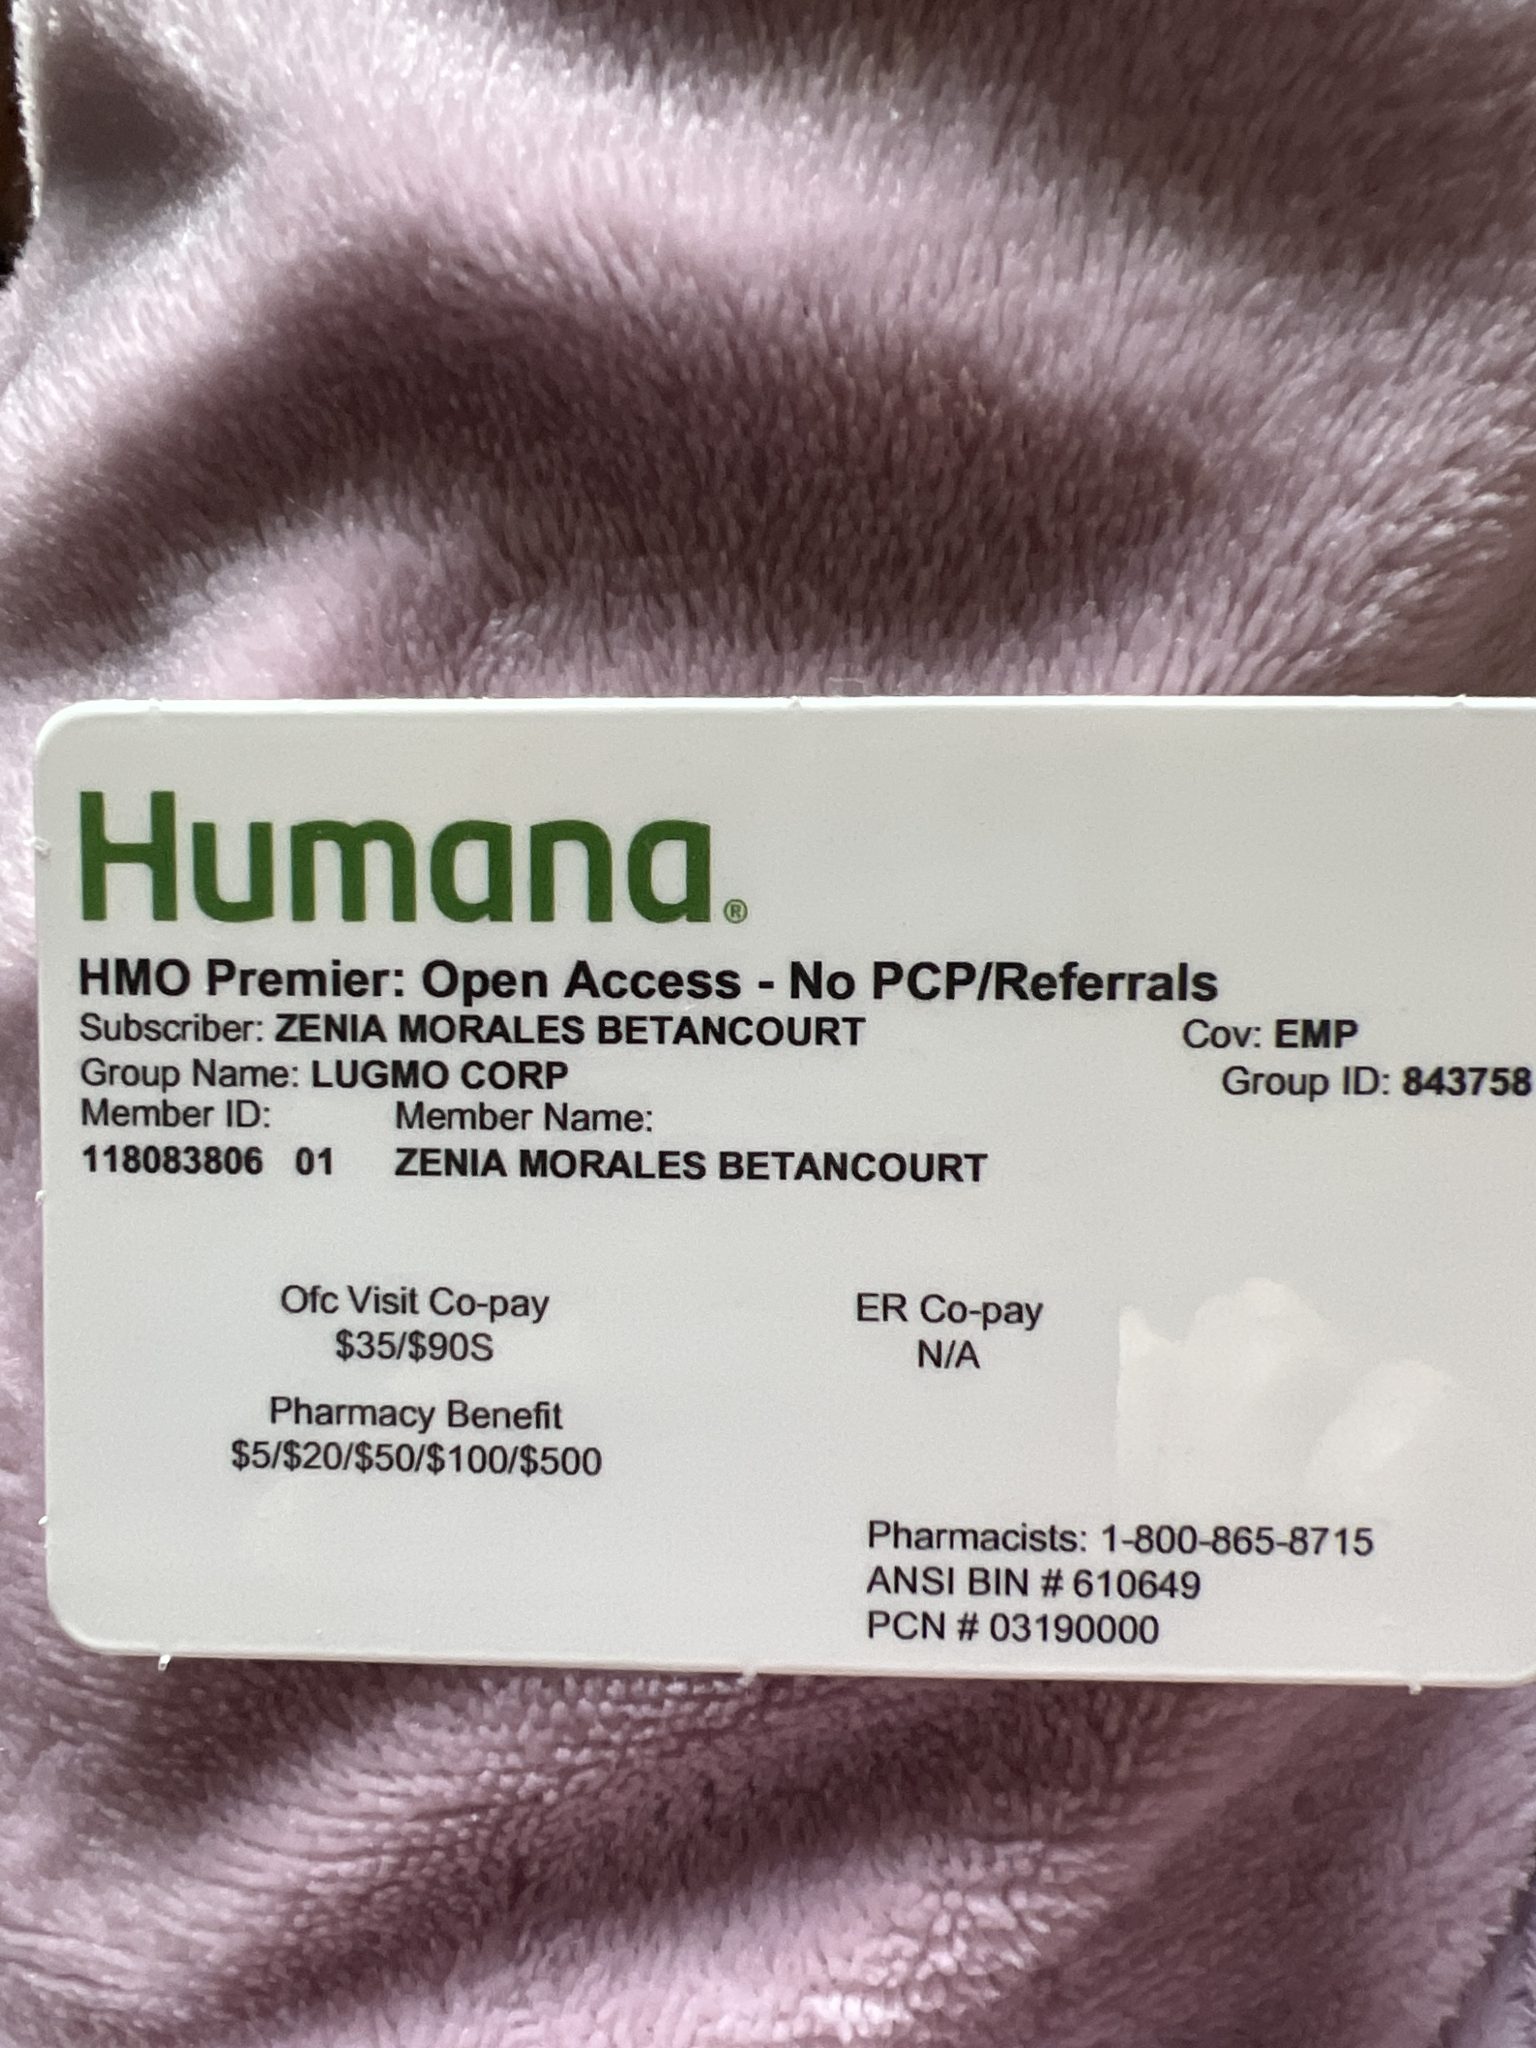 Humana®
HMO Premier: Open Access - No PCP/Referrals
Subscriber: ZENIA MORALES BETANCOURT Cov: EMP
Group Name: LUGMO CORP Group ID: 843758
Member ID: Member Name:
118083806 01 ZENIA MORALES BETANCOURT
Ofc Visit Co-pay ER Co-pay
$35/$90S N/A
Pharmacy Benefit
$5/$20/$50/$100/$500
Pharmacists: 1-800-865-8715
ANSI BIN # 610649
PCN # 03190000